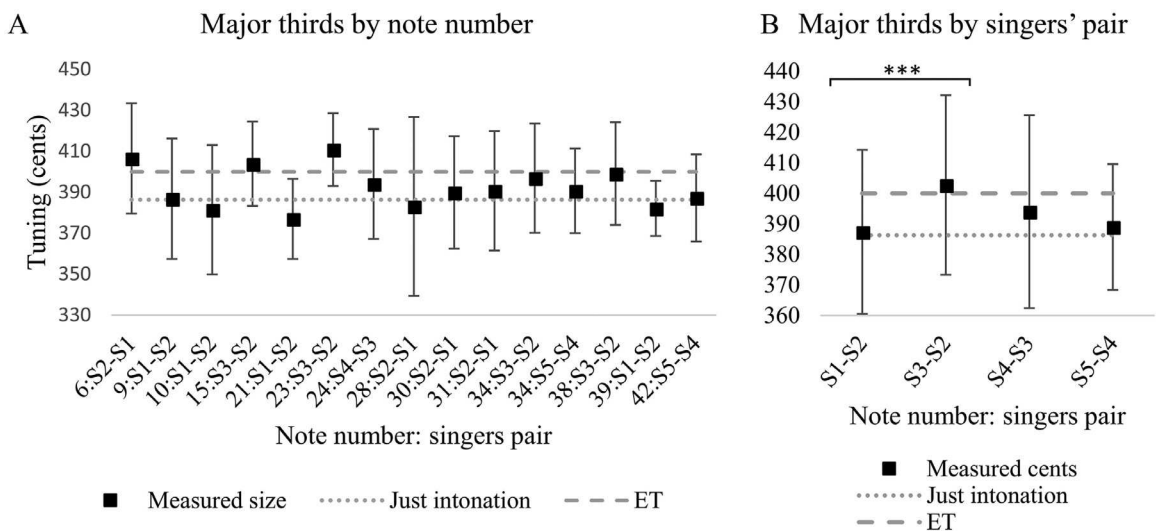 A Major thirds by note number
450
430
410
390
370
350
330
Tuning (cents)
6:S2-S1
9:S1-S2
10:S1-S2
15:S3-S2
21:S1-S2
23:S3-S2
24:S4-S3
28:S2-S1
30:S2-S1
31:S2-S1
34:S3-S2
34:S5-S4
38:S3-S2
39:S1-S2
42:S5-S4
Note number: singers pair
Measured size Just intonation ET
B Major thirds by singers’ pair
440
430
420
410
400
390
380
370
360
***
S1-S2
S3-S2
S4-S3
S5-S4
Note number: singers pair
Measured cents
Just intonation
ET